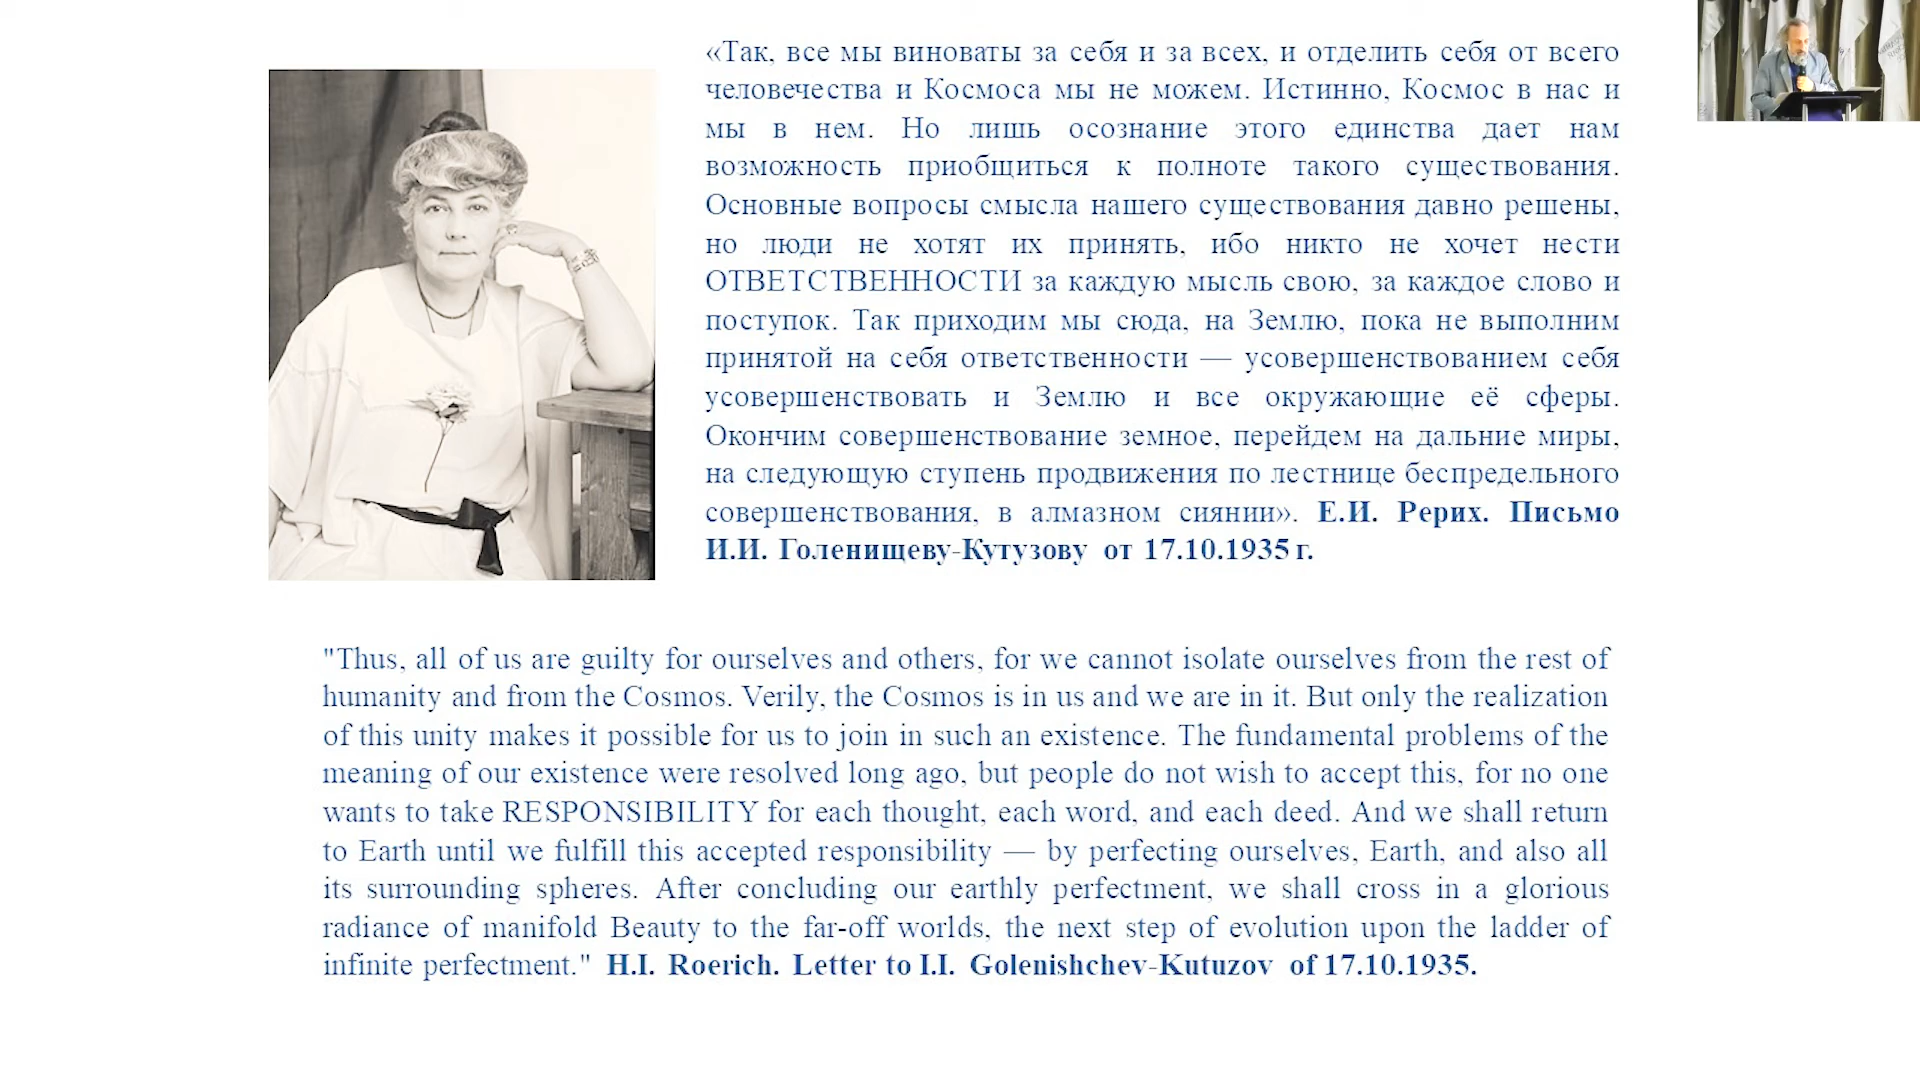 «Так, все мы виноваты за себя и за всех, и отделить себя от всего
человечества и Космоса мы не можем. Истинно, Космос в нас и
мы в нем. Но лишь осознание этого единства дает нам
возможность приобщиться к полноте такого существования.
Основные вопросы смысла нашего существования давно решены,
но люди не хотят их принять, ибо никто не хочет нести
ОТВЕТСТВЕННОСТИ за каждую мысль свою, за каждое слово и
поступок. Так приходим мы сюда, на Землю, пока не выполним
принятой на себя ответственности — усовершенствованием себя
усовершенствовать и Землю и все окружающие её сферы.
Окончим совершенствование земное, перейдем на дальние миры,
на следующую ступень продвижения по лестнице беспредельного
совершенствования, в алмазном сиянии». Е.И. Рерих. Письмо
И.И. Голенищеву-Кутузову от 17.10.1935 г.
"Thus, all of us are guilty for ourselves and others, for we cannot isolate ourselves from the rest of
humanity and from the Cosmos. Verily, the Cosmos is in us and we are in it. But only the realization
of this unity makes it possible for us to join in such an existence. The fundamental problems of the
meaning of our existence were resolved long ago, but people do not wish to accept this, for no one
wants to take RESPONSIBILITY for each thought, each word, and each deed. And we shall return
to Earth until we fulfill this accepted responsibility — by perfecting ourselves, Earth, and also all
its surrounding spheres. After concluding our earthly perfectment, we shall cross in a glorious
radiance of manifold Beauty to the far-off worlds, the next step of evolution upon the ladder of
infinite perfectment." H.I. Roerich. Letter to I.I. Golenishchev-Kutuzov of 17.10.1935.